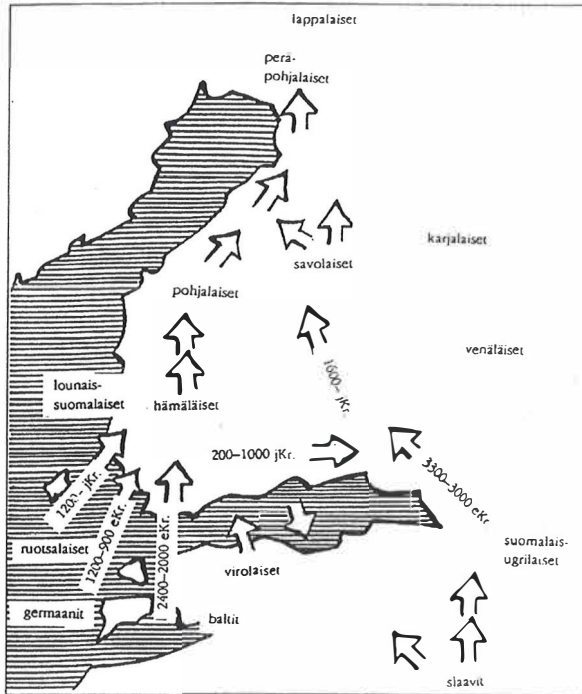 lappalaiset
perä-
pohjalaiset
karjalaiset
savolaiset
pohjalaiset
venäläiset
1600– jKr.
lounais-
suomalaiset
hämäläiset
200–1000 jKr.
1200– jKr.
3300–3000 eKr.
1200–900 eKr.
2400–2000 eKr.
ruotsalaiset
virolaiset
suomalais-
ugrilaiset
germaanit
baltit
slaavit